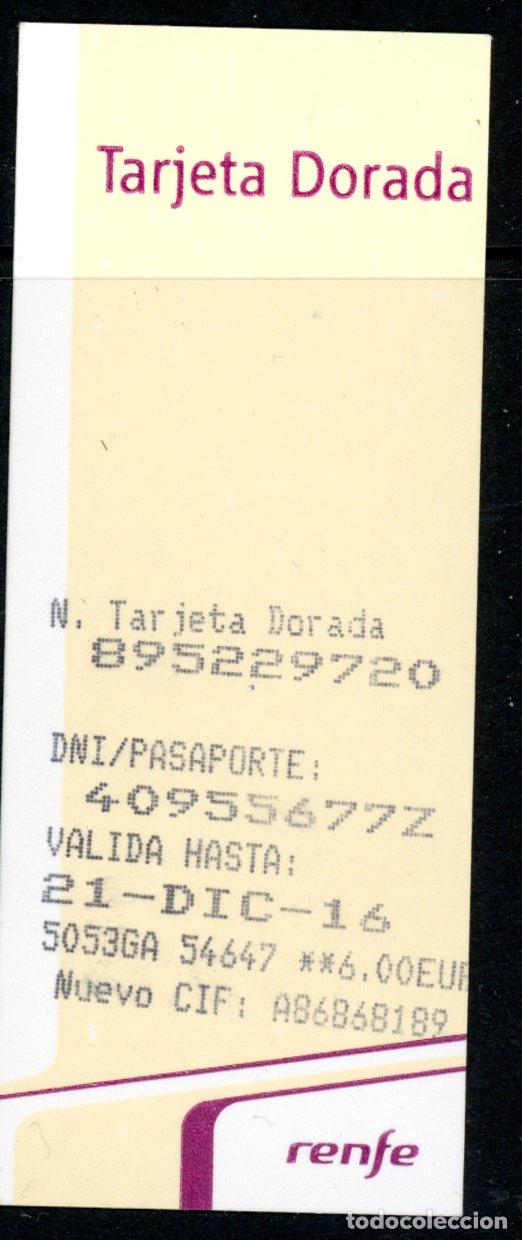 Tarjeta Dorada
N. Tarjeta Dorada
895229720
DNI/PASAPORTE:
40955677Z
VALIDA HASTA:
21-DIC-16
5053GA 54647 **6.00EUR
Nuevo CIF: A86868189
renfe
todocoleccion